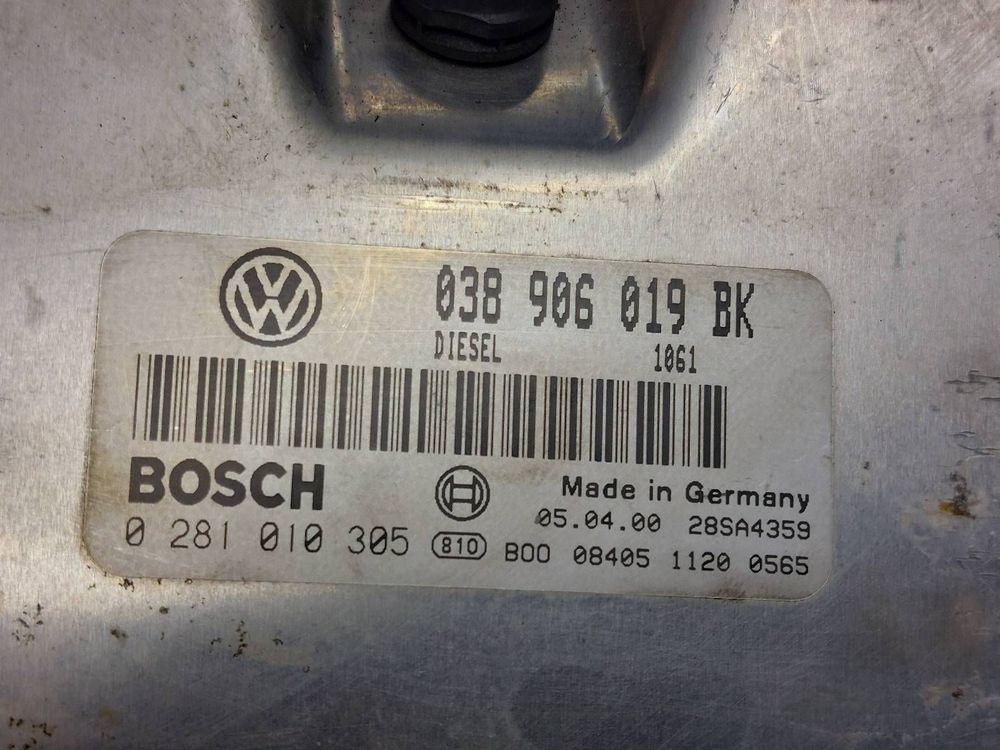 038 906 019 BK
DIESEL 1061
BOSCH
Made in Germany
05.04.00 28SA4359
0 281 010 305 810 B00 08405 1120 0565